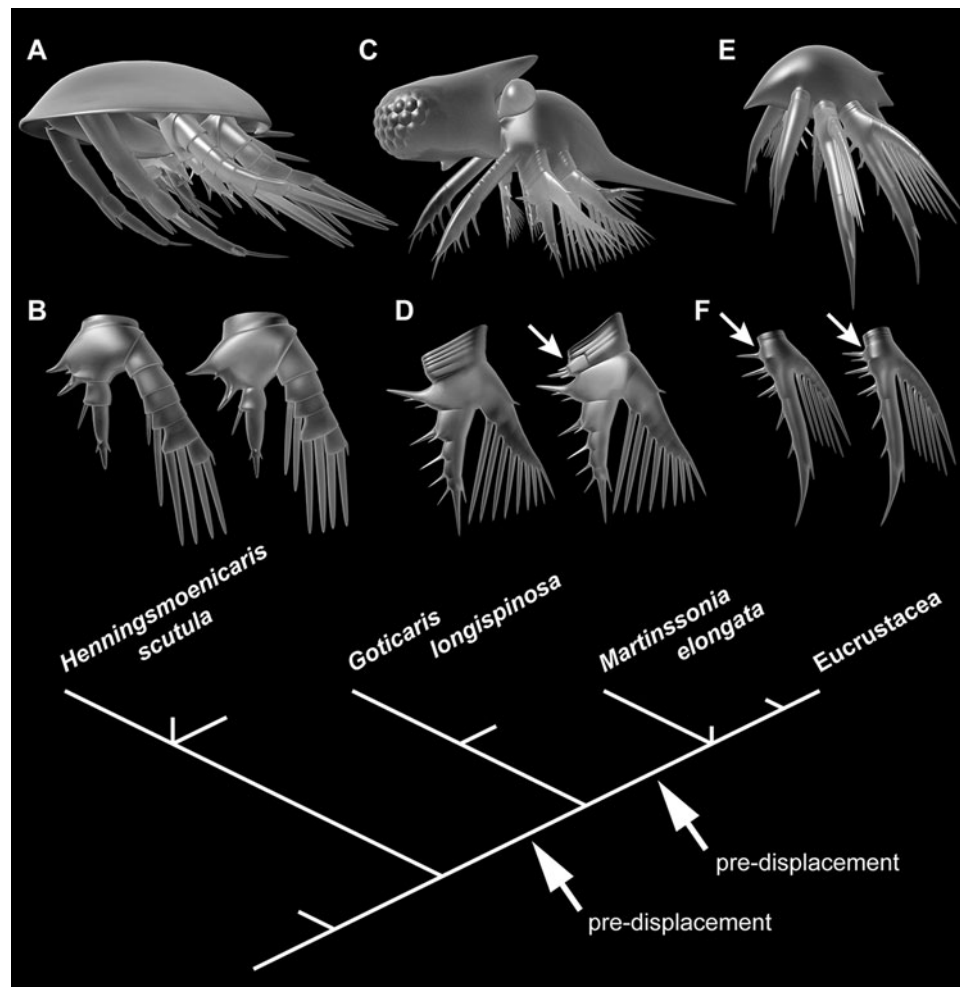 A
C
E
B
D
F
Henningsmoenicaris
scutula
Goticaris
longispinosa
Martinssonia
elongata
Eucrustacea
pre-displacement
pre-displacement